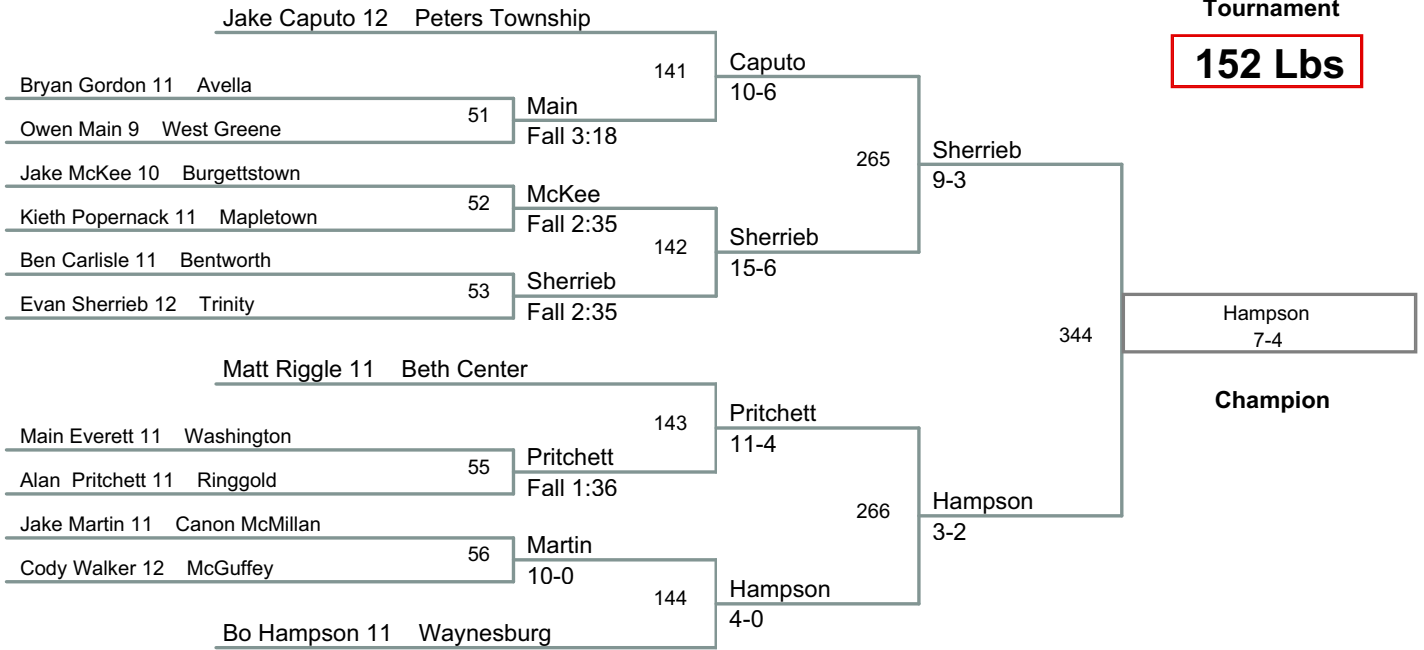 Tournament
152 Lbs
Jake Caputo 12 Peters Township
141
Caputo
10-6
Bryan Gordon 11 Avella
51
Main
Fall 3:18
Owen Main 9 West Greene
265
Sherrieb
9-3
Jake McKee 10 Burgettstown
52
McKee
Fall 2:35
Kieth Popernack 11 Mapletown
142
Sherrieb
15-6
Ben Carlisle 11 Bentworth
53
Sherrieb
Fall 2:35
Evan Sherrieb 12 Trinity
344
Hampson
7-4
Champion
Matt Riggle 11 Beth Center
143
Pritchett
11-4
Main Everett 11 Washington
55
Pritchett
Fall 1:36
Alan Pritchett 11 Ringgold
266
Hampson
3-2
Jake Martin 11 Canon McMillan
56
Martin
10-0
Cody Walker 12 McGuffey
144
Hampson
4-0
Bo Hampson 11 Waynesburg